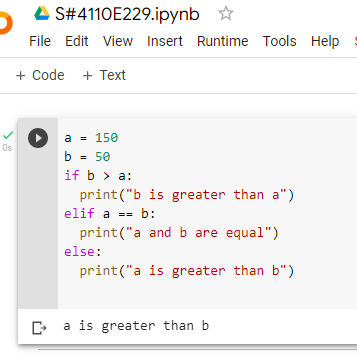 S#4110E229.ipynb
File Edit View Insert Runtime Tools Help
+ Code + Text
0s
a = 150
b = 50
if b > a:
  print("b is greater than a")
elif a == b:
  print("a and b are equal")
else:
  print("a is greater than b")
a is greater than b